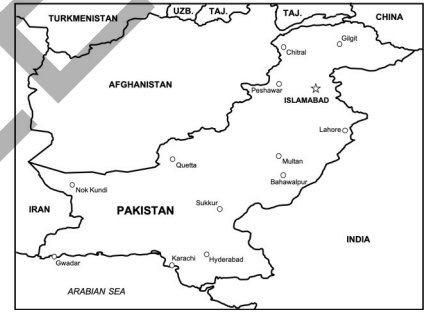 UZB.
TAJ.
TAJ.
CHINA
TURKMENISTAN
Gilgit
Chitral
AFGHANISTAN
Peshawar
ISLAMABAD
Lahore
Quetta
Multan
Bahawalpur
Nok Kundi
Sukkur
IRAN
PAKISTAN
INDIA
Gwadar
Karachi
Hyderabad
ARABIAN SEA